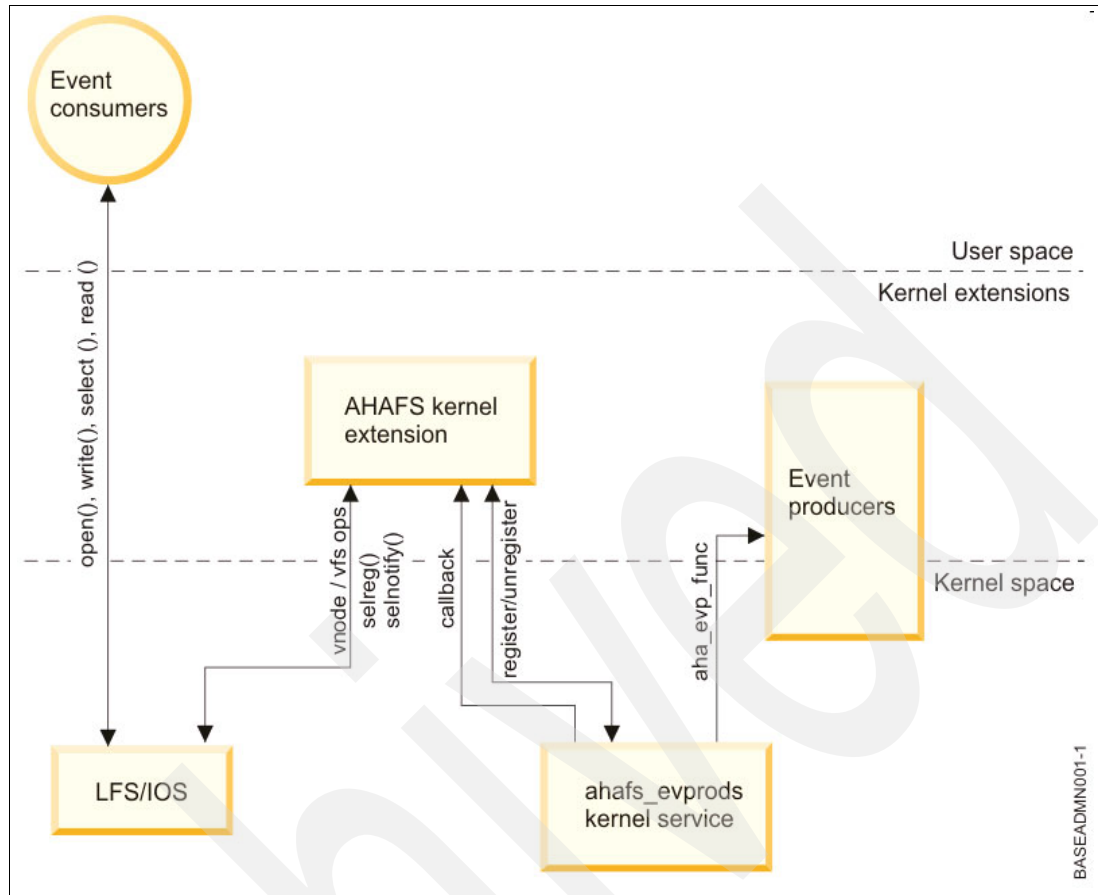 Event
consumers
User space
Kernel extensions
open(), write(), select (), read ()
AHAFS kernel
extension
Event
producers
vnode / vfs ops
selreg()
selnotify()
callback
register/unregister
aha_evp_func
Kernel space
LFS/IOS
ahafs_evprods
kernel service
BASEADMN001-1